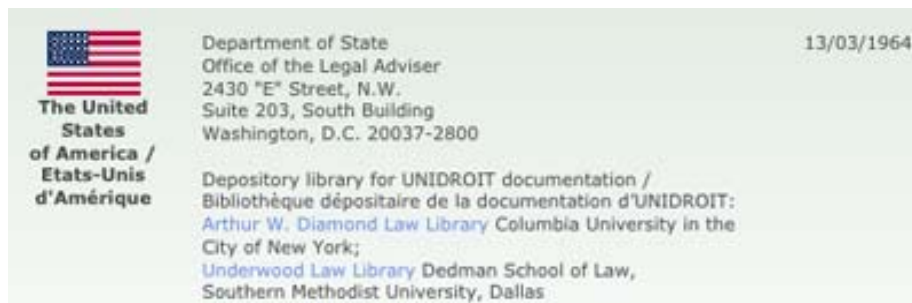 The United
States
of America /
Etats-Unis
d'Amérique
Department of State
Office of the Legal Adviser
2430 "E" Street, N.W.
Suite 203, South Building
Washington, D.C. 20037-2800
Depository library for UNIDROIT documentation /
Bibliothèque dépositaire de la documentation d'UNIDROIT:
Arthur W. Diamond Law Library Columbia University in the
City of New York;
Underwood Law Library Dedman School of Law,
Southern Methodist University, Dallas
13/03/1964